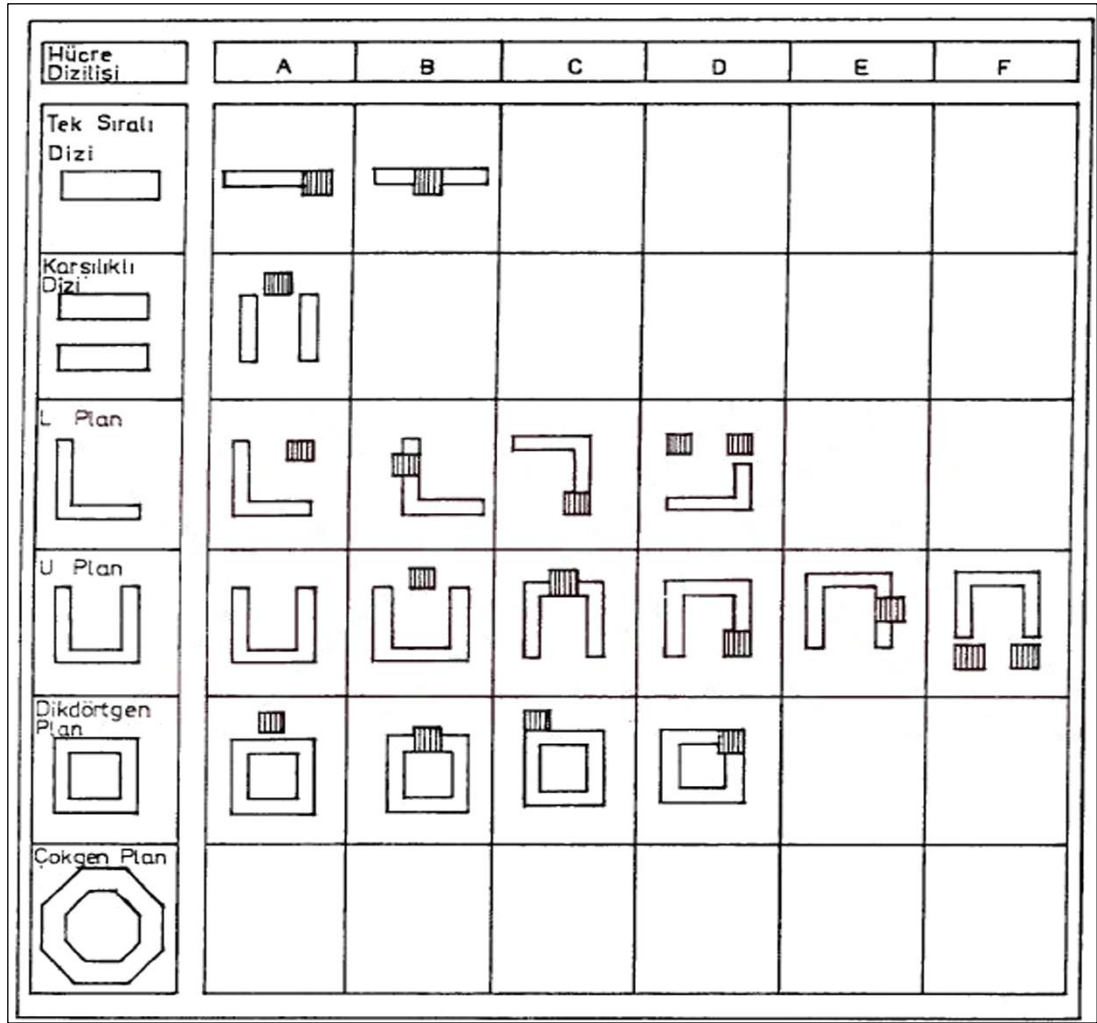 Hücre
Dizilişi
A B C D E F
Tek Sıralı
Dizi
Karşılıklı
Dizi
L Plan
U Plan
Dikdörtgen
Plan
Çokgen Plan